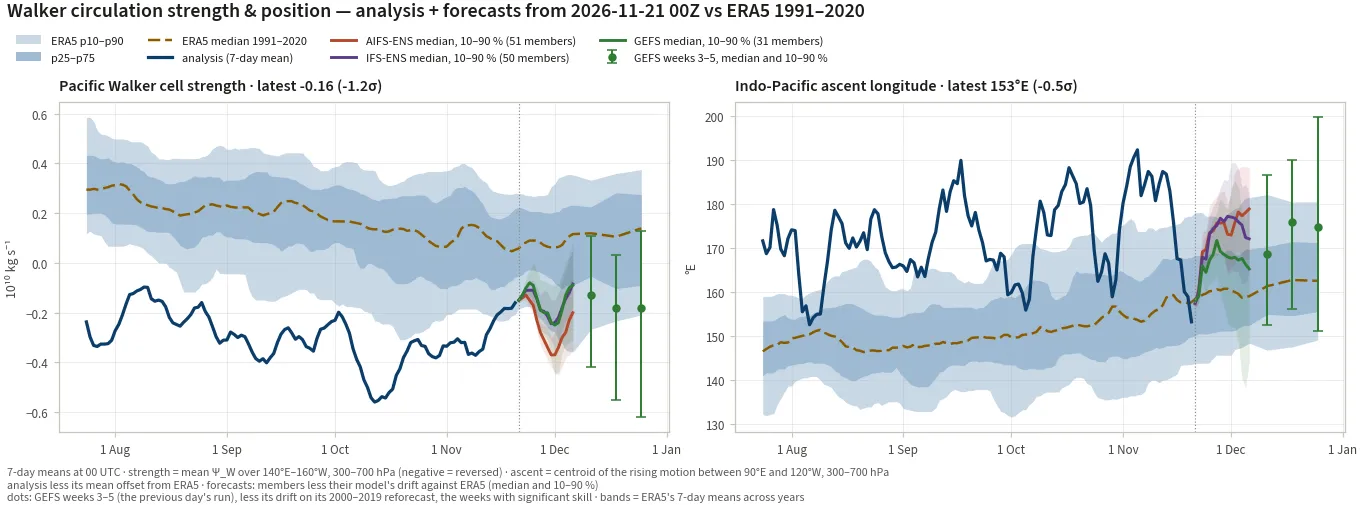 Walker circulation strength & position — analysis + forecasts from 2026-11-21 00Z vs ERA5 1991–2020
ERA5 p10–p90
ERA5 median 1991–2020
AIFS-ENS median, 10–90 % (51 members)
GEFS median, 10–90 % (31 members)
p25–p75
analysis (7-day mean)
IFS-ENS median, 10–90 % (50 members)
GEFS weeks 3–5, median and 10–90 %
Pacific Walker cell strength · latest -0.16 (-1.2σ)
0.6
0.4
0.2
0.0
−0.2
−0.4
−0.6
10¹⁰ kg s⁻¹
1 Aug
1 Sep
1 Oct
1 Nov
1 Dec
1 Jan
Indo-Pacific ascent longitude · latest 153°E (-0.5σ)
200
190
180
170
160
150
140
130
°E
1 Aug
1 Sep
1 Oct
1 Nov
1 Dec
1 Jan
7-day means at 00 UTC · strength = mean Ψ_W over 140°E–160°W, 300–700 hPa (negative = reversed) · ascent = centroid of the rising motion between 90°E and 120°W, 300–700 hPa
analysis less its mean offset from ERA5 · forecasts: members less their model's drift against ERA5 (median and 10–90 %)
dots: GEFS weeks 3–5 (the previous day's run), less its drift on its 2000–2019 reforecast, the weeks with significant skill · bands = ERA5's 7-day means across years